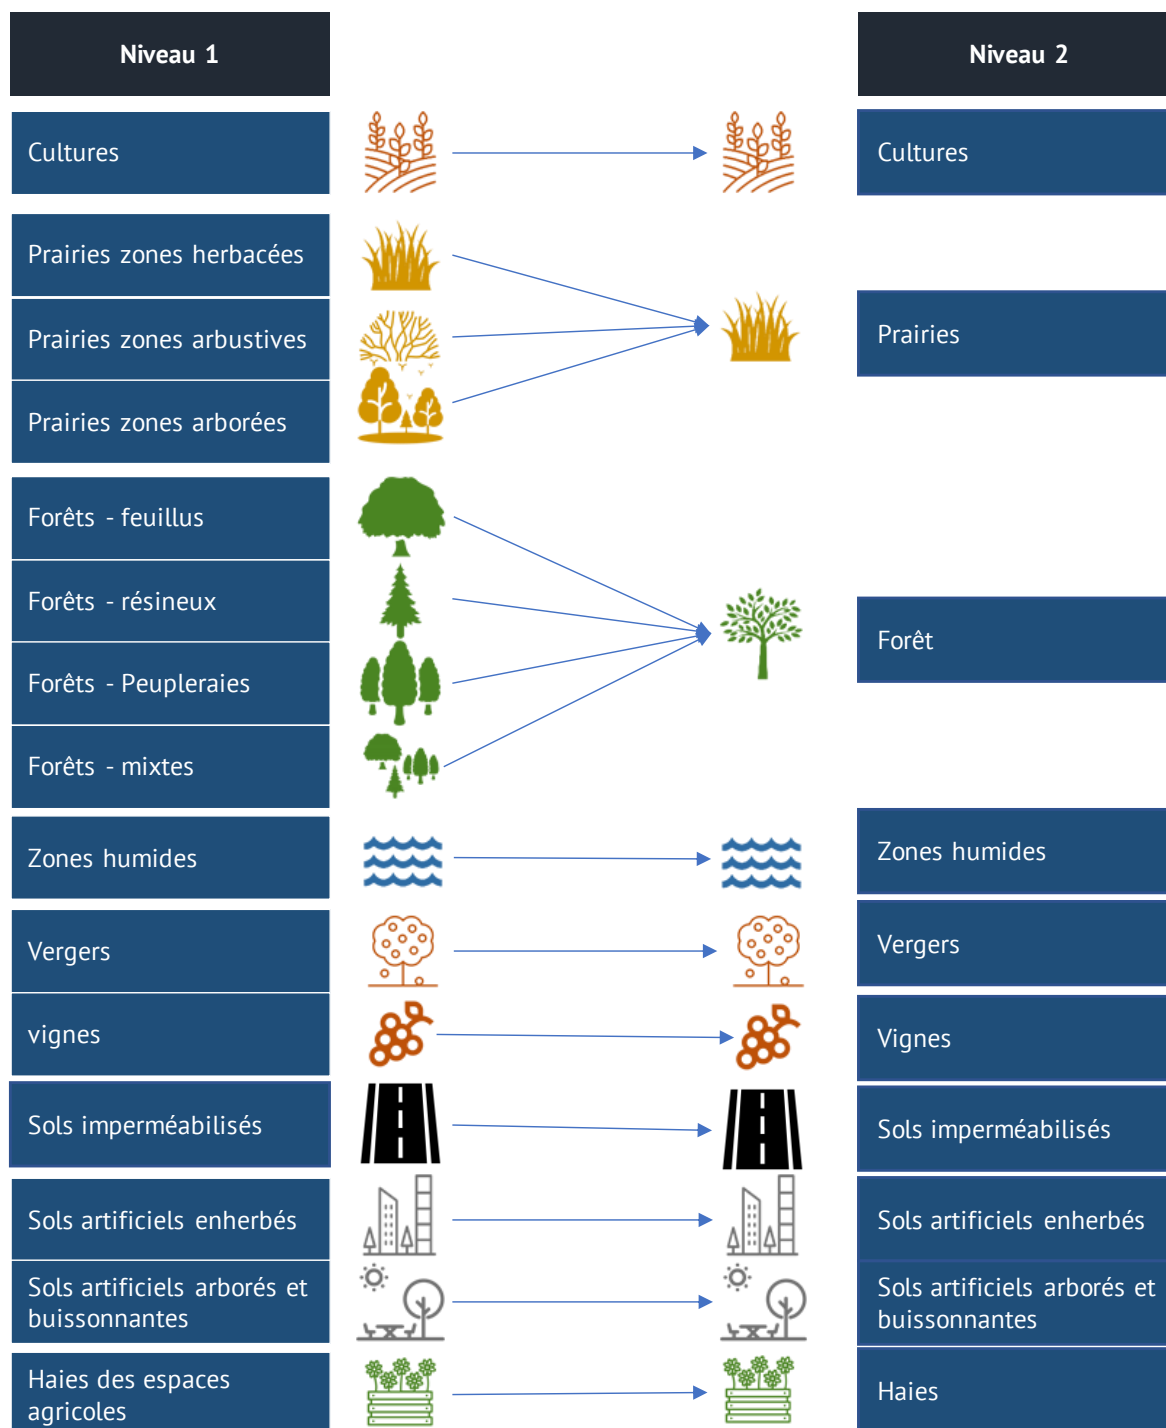 Niveau 1
Niveau 2
Cultures
Cultures
Prairies zones herbacées
Prairies zones arbustives
Prairies
Prairies zones arborées
Forêts - feuillus
Forêts - résineux
Forêt
Forêts - Peupleraies
Forêts - mixtes
Zones humides
Zones humides
Vergers
Vergers
vignes
Vignes
Sols imperméabilisés
Sols imperméabilisés
Sols artificiels enherbés
Sols artificiels enherbés
Sols artificiels arborés et
buissonnantes
Sols artificiels arborés et
buissonnantes
Haies des espaces
agricoles
Haies